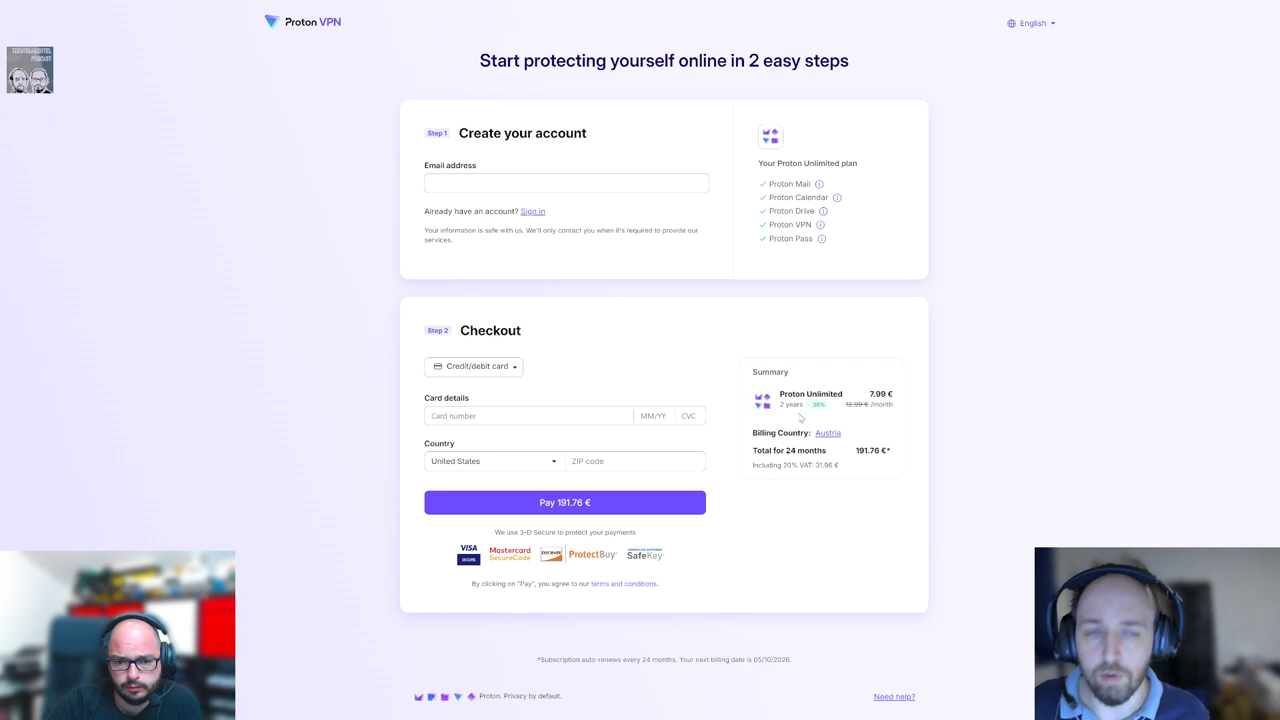 Proton VPN
English
TECHTELMECHTEL
PODCAST
Start protecting yourself online in 2 easy steps
Step 1 Create your account
Email address
Already have an account? Sign in
Your information is safe with us. We'll only contact you when it's required to provide our
services.
Your Proton Unlimited plan
Proton Mail
Proton Calendar
Proton Drive
Proton VPN
Proton Pass
Step 2 Checkout
Credit/debit card
Card details
Card number MM/YY CVC
Country
United States ZIP code
Pay 191.76 €
We use 3-D Secure to protect your payments
VISA
SECURE
Mastercard
SecureCode
DISCOVER ProtectBuy
SafeKey
By clicking on "Pay", you agree to our terms and conditions.
Summary
Proton Unlimited 7.99 €
2 years -38% 12.99 € /month
Billing Country: Austria
Total for 24 months 191.76 €*
Including 20% VAT: 31.96 €
*Subscription auto-renews every 24 months. Your next billing date is 05/10/2026.
Proton. Privacy by default.
Need help?